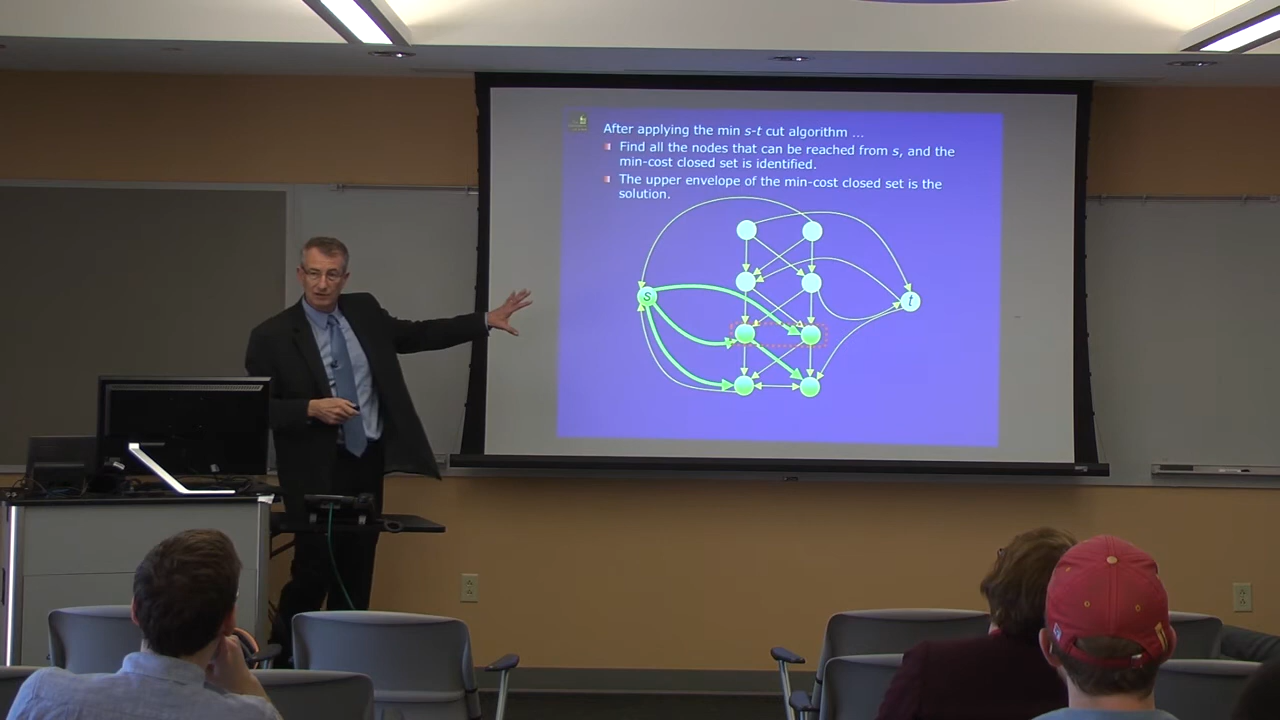 After applying the min s-t cut algorithm ...
Find all the nodes that can be reached from s, and the
min-cost closed set is identified.
The upper envelope of the min-cost closed set is the
solution.
s
t